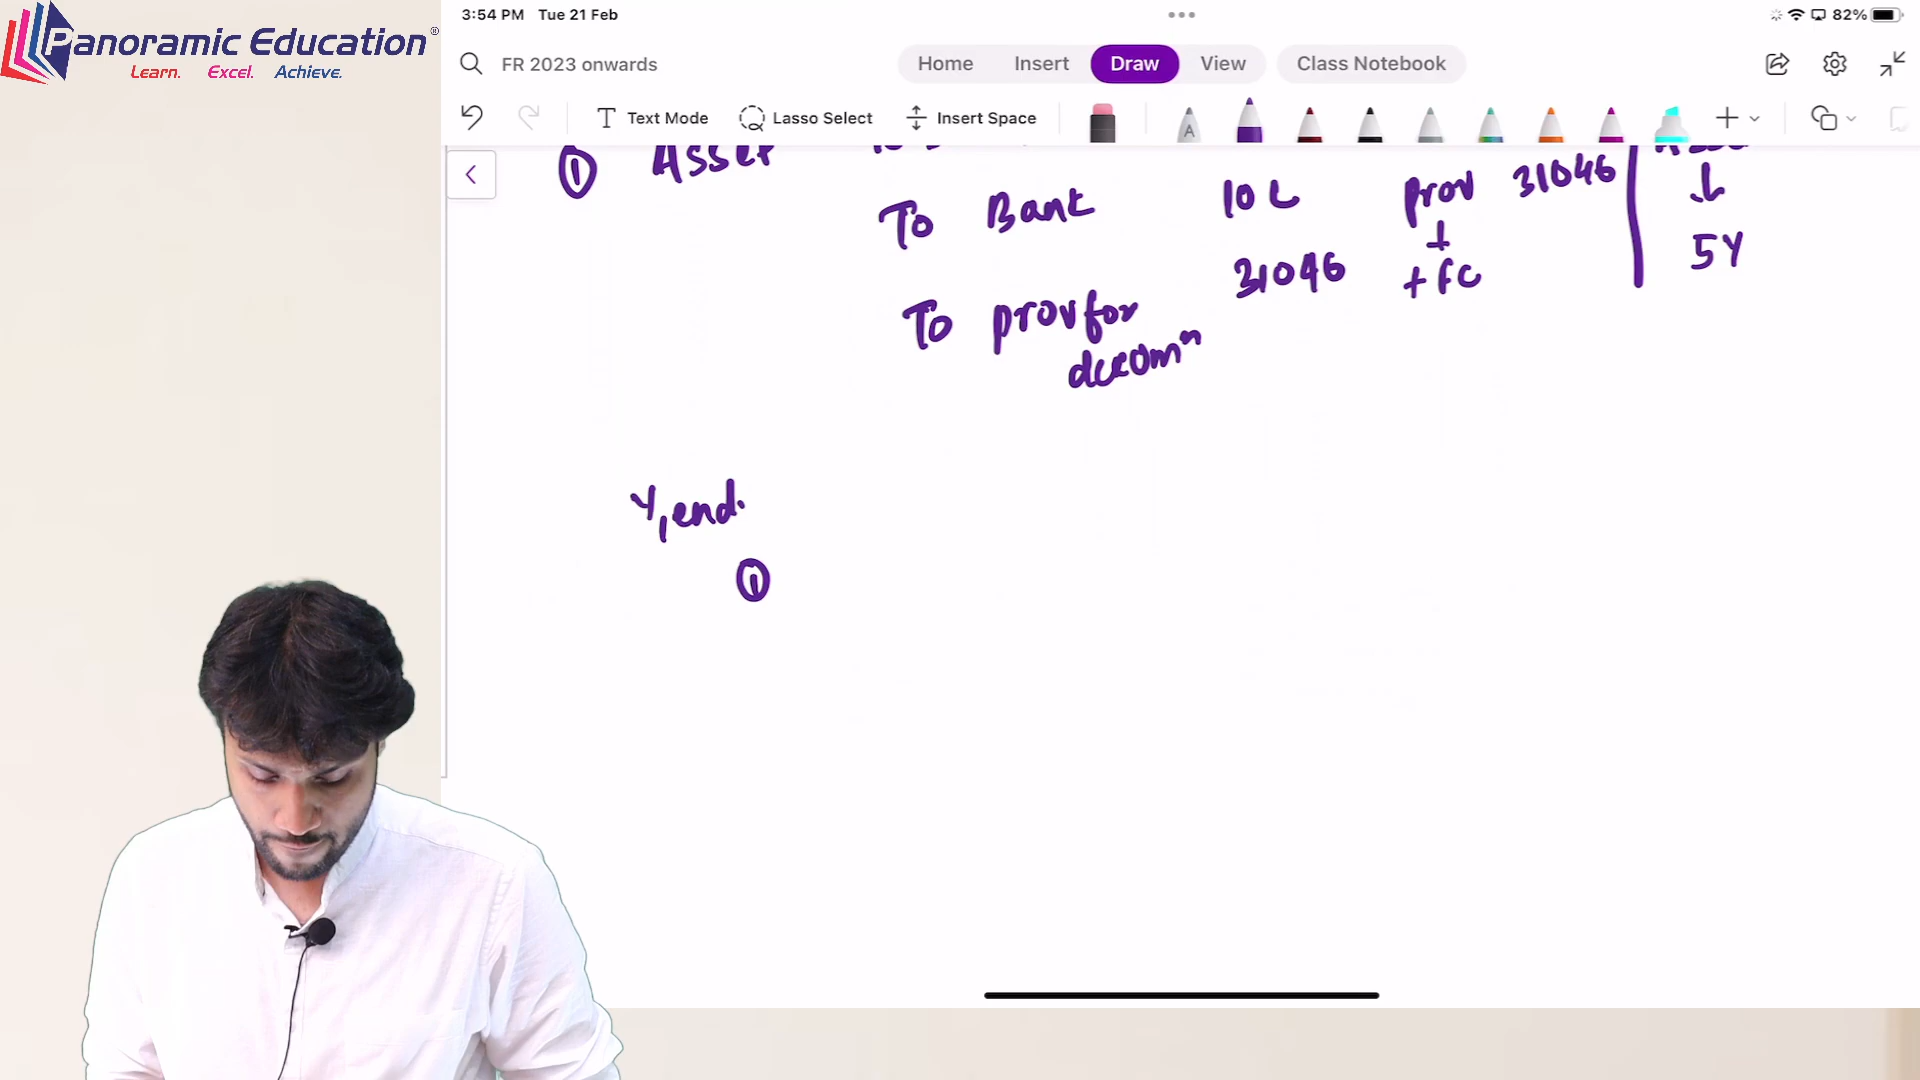 Panoramic Education®
Learn. Excel. Achieve.
3:54 PM Tue 21 Feb
82%
FR 2023 onwards
Home Insert Draw View Class Notebook
Text Mode Lasso Select Insert Space
A
① Asset
To Bank 10 L prov 31046
5Y
To prov for 31046 + FC
decomⁿ
Y₁ end.
①